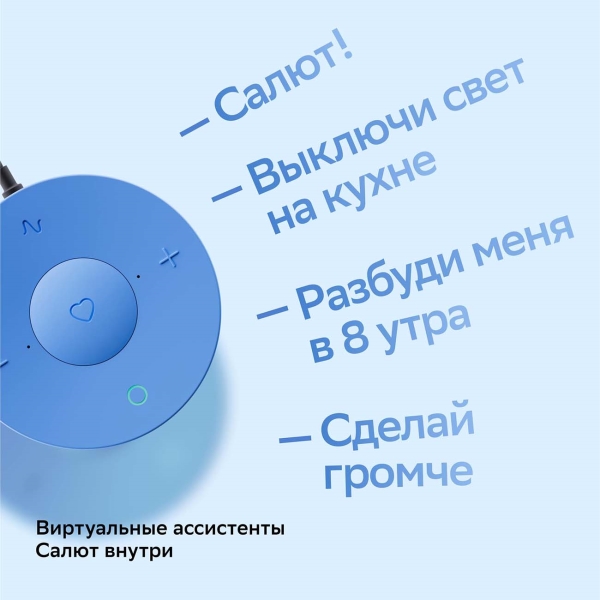 — Салют!
— Выключи свет
на кухне
— Разбуди меня
в 8 утра
— Сделай
громче
Виртуальные ассистенты
Салют внутри